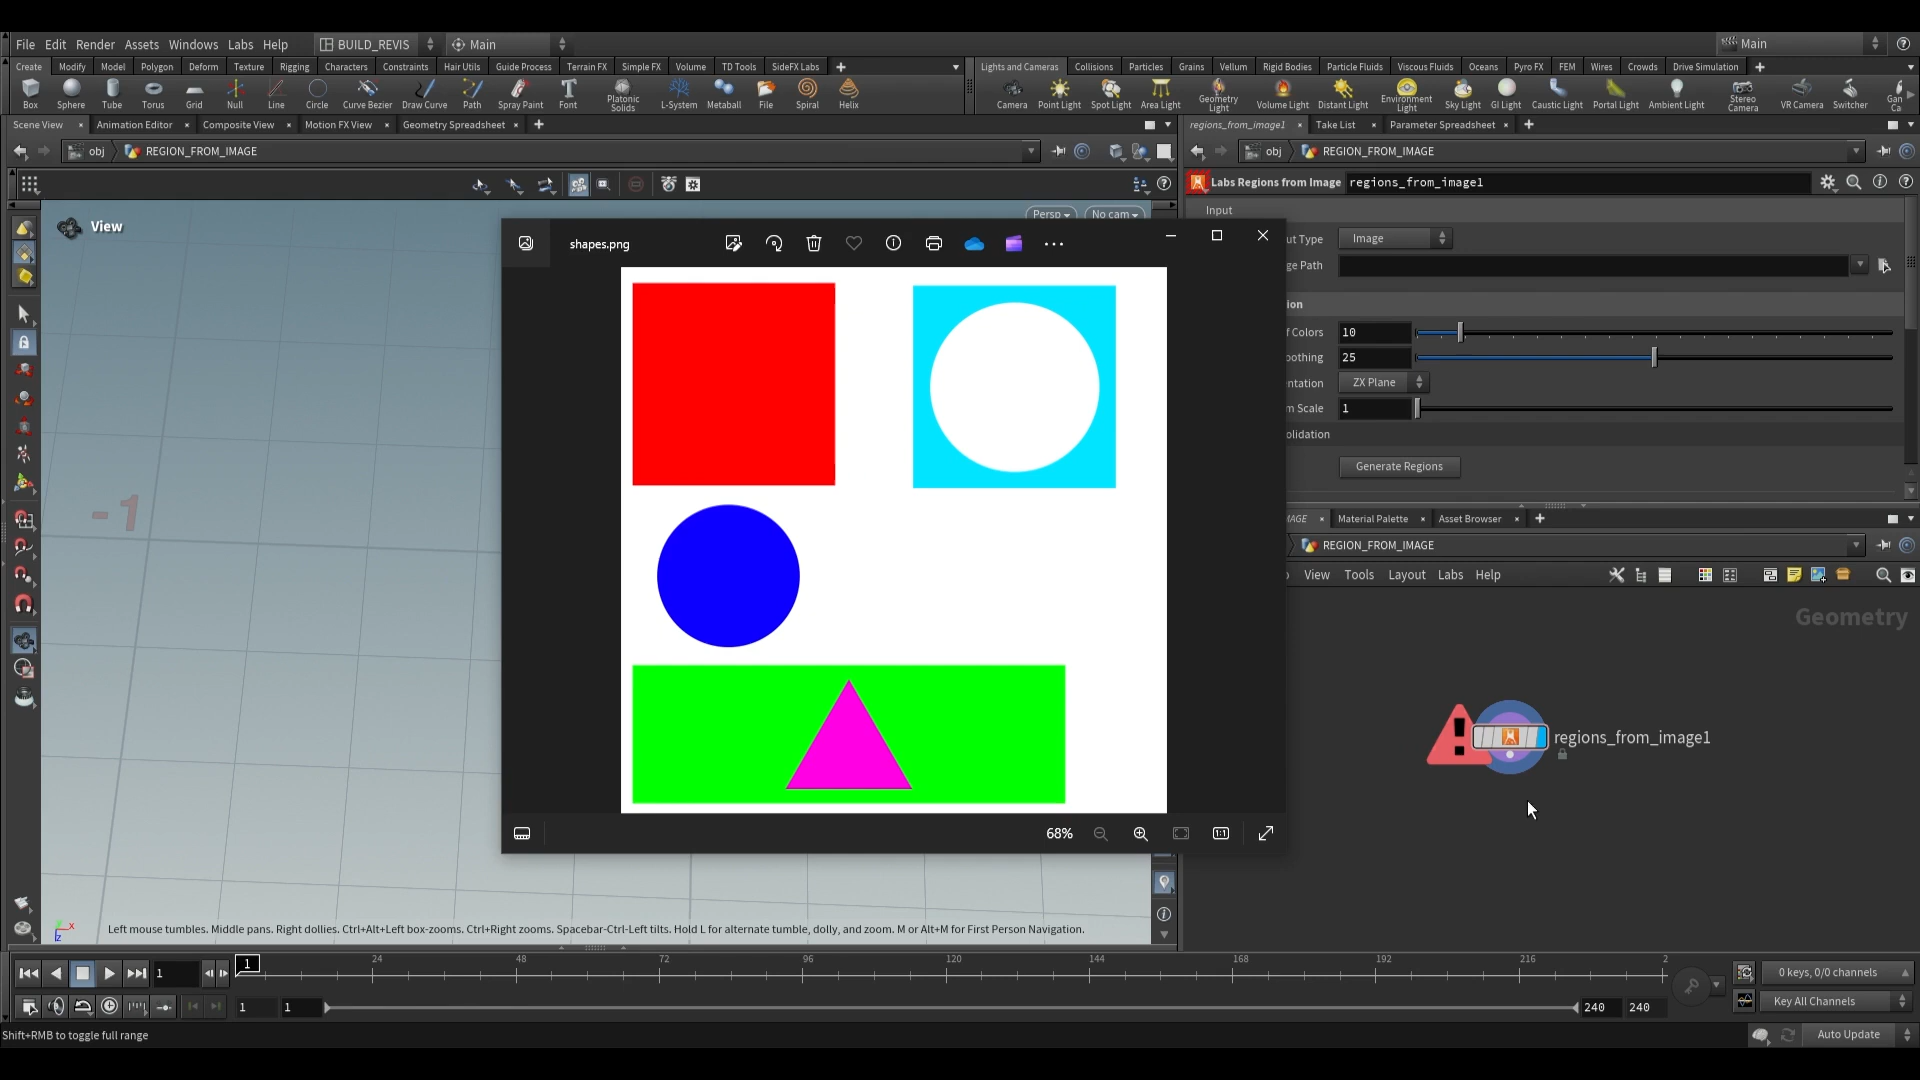 File Edit Render Assets Windows Labs Help BUILD_REVIS Main Main
Create Modify Model Polygon Deform Texture Rigging Characters Constraints Hair Utils Guide Process Terrain FX Simple FX Volume TD Tools SideFX Labs
Lights and Cameras Collisions Particles Grains Vellum Rigid Bodies Particle Fluids Viscous Fluids Oceans Pyro FX FEM Wires Crowds Drive Simulation
Box Sphere Tube Torus Grid Null Line Circle Curve Bezier Draw Curve Path Spray Paint Font Platonic Solids L-System Metaball File Spiral Helix
Camera Point Light Spot Light Area Light Geometry Light Volume Light Distant Light Environment Light Sky Light GI Light Caustic Light Portal Light Ambient Light Stereo Camera VR Camera Switcher Gan Ca
Scene View Animation Editor Composite View Motion FX View Geometry Spreadsheet
regions_from_image1 Take List Parameter Spreadsheet
obj REGION_FROM_IMAGE
obj REGION_FROM_IMAGE
Labs Regions from Image regions_from_image1
View
Persp No cam
Input
shapes.png
ut Type Image
ge Path
ion
f Colors 10
oothing 25
ntation ZX Plane
m Scale 1
olidation
Generate Regions
-1
MAGE Material Palette Asset Browser
REGION_FROM_IMAGE
View Tools Layout Labs Help
Geometry
regions_from_image1
68% 1:1
x
z
Left mouse tumbles. Middle pans. Right dollies. Ctrl+Alt+Left box-zooms. Ctrl+Right zooms. Spacebar-Ctrl-Left tilts. Hold L for alternate tumble, dolly, and zoom. M or Alt+M for First Person Navigation.
1 1 24 48 72 96 120 144 168 192 216 2
0 keys, 0/0 channels
1 1 240 240 Key All Channels
Shift+RMB to toggle full range
Auto Update